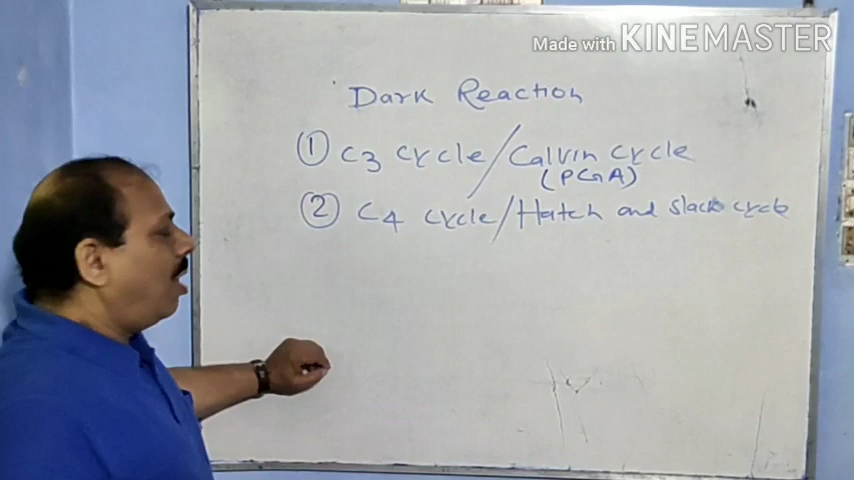 Made with KINEMASTER
Dark Reaction
① C3 cycle/Calvin cycle
(PGA)
② C4 cycle/Hatch and slack cycle